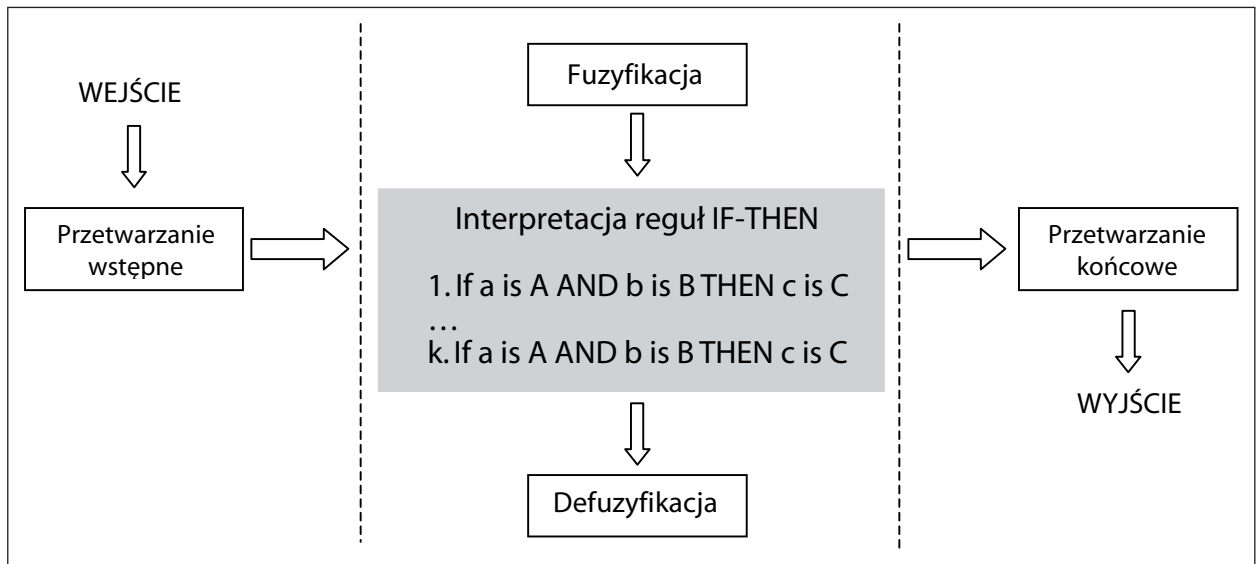 WEJŚCIE
Przetwarzanie
wstępne
Fuzyfikacja
Interpretacja reguł IF-THEN
1. If a is A AND b is B THEN c is C
...
k. If a is A AND b is B THEN c is C
Defuzyfikacja
Przetwarzanie
końcowe
WYJŚCIE